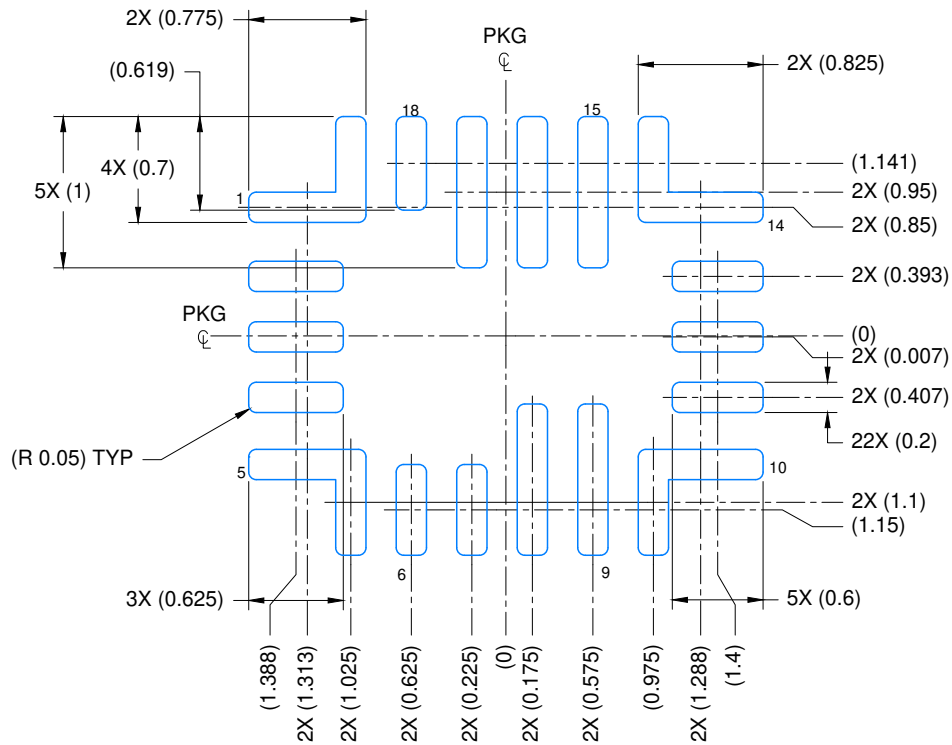 2X (0.775)
PKG
℄
(0.619)
2X (0.825)
18
15
4X (0.7)
(1.141)
5X (1)
1
2X (0.95)
14
2X (0.85)
2X (0.393)
PKG
℄
(0)
2X (0.007)
2X (0.407)
22X (0.2)
(R 0.05) TYP
5
10
2X (1.1)
(1.15)
6
9
3X (0.625)
5X (0.6)
(1.388)
2X (1.313)
2X (1.025)
2X (0.625)
2X (0.225)
(0)
2X (0.175)
2X (0.575)
(0.975)
2X (1.288)
(1.4)